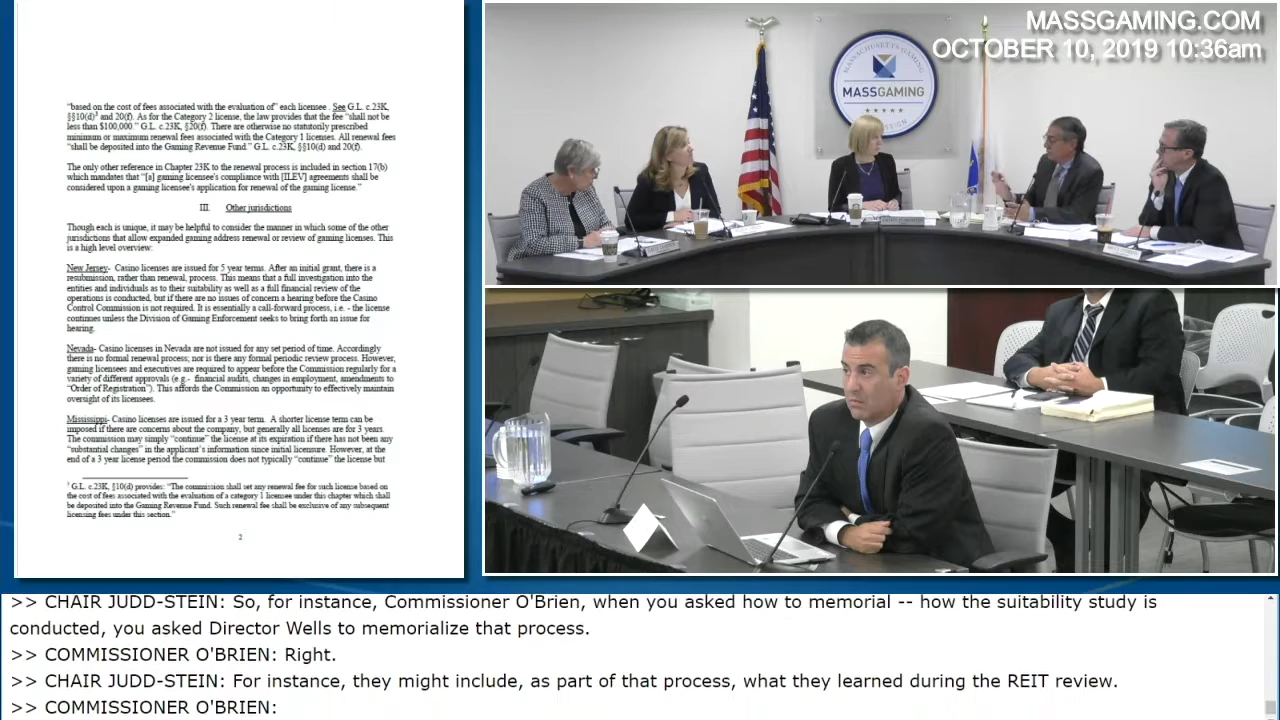 "based on the cost of fees associated with the evaluation of" each licensee . See G.L. c.23K,
§§10(d)³ and 20(f). As for the Category 2 license, the law provides that the fee "shall not be
less than $100,000." G.L. c.23K, §20(f). There are otherwise no statutorily prescribed
minimum or maximum renewal fees associated with the Category 1 licenses. All renewal fees
"shall be deposited into the Gaming Revenue Fund." G.L. c.23K, §§10(d) and 20(f).
The only other reference in Chapter 23K to the renewal process is included in section 17(b)
which mandates that "[a] gaming licensee's compliance with [ILEV] agreements shall be
considered upon a gaming licensee's application for renewal of the gaming license."
III. Other jurisdictions
Though each is unique, it may be helpful to consider the manner in which some of the other
jurisdictions that allow expanded gaming address renewal or review of gaming licenses. This
is a high level overview:
New Jersey- Casino licenses are issued for 5 year terms. After an initial grant, there is a
resubmission, rather than renewal, process. This means that a full investigation into the
entities and individuals as to their suitability as well as a full financial review of the
operations is conducted, but if there are no issues of concern a hearing before the Casino
Control Commission is not required. It is essentially a call-forward process, i.e. - the license
continues unless the Division of Gaming Enforcement seeks to bring forth an issue for
hearing.
Nevada- Casino licenses in Nevada are not issued for any set period of time. Accordingly
there is no formal renewal process; nor is there any formal periodic review process. However,
gaming licensees and executives are required to appear before the Commission regularly for a
variety of different approvals (e.g.- financial audits, changes in employment, amendments to
"Order of Registration"). This affords the Commission an opportunity to effectively maintain
oversight of its licensees.
Mississippi- Casino licenses are issued for a 3 year term. A shorter license term can be
imposed if there are concerns about the company, but generally all licenses are for 3 years.
The commission may simply "continue" the license at its expiration if there has not been any
"substantial changes" in the applicant's information since initial licensure. However, at the
end of a 3 year license period the commission does not typically "continue" the license but
³ G.L. c.23K, §10(d) provides: "The commission shall set any renewal fee for such license based on
the cost of fees associated with the evaluation of a category 1 licensee under this chapter which shall
be deposited into the Gaming Revenue Fund. Such renewal fee shall be exclusive of any subsequent
licensing fees under this section."
2
MASSGAMING.COM
OCTOBER 10, 2019 10:36am
MASSACHUSETTS GAMING
MASSGAMING
>> CHAIR JUDD-STEIN: So, for instance, Commissioner O'Brien, when you asked how to memorial -- how the suitability study is
conducted, you asked Director Wells to memorialize that process.
>> COMMISSIONER O'BRIEN: Right.
>> CHAIR JUDD-STEIN: For instance, they might include, as part of that process, what they learned during the REIT review.
>> COMMISSIONER O'BRIEN: